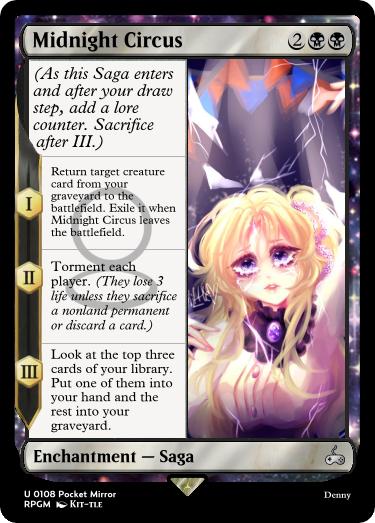 Midnight Circus 2
(As this Saga enters
and after your draw
step, add a lore
counter. Sacrifice
after III.)
I
Return target creature
card from your
graveyard to the
battlefield. Exile it when
Midnight Circus leaves
the battlefield.
II
Torment each
player. (They lose 3
life unless they sacrifice
a nonland permanent
or discard a card.)
III
Look at the top three
cards of your library.
Put one of them into
your hand and the
rest into your
graveyard.
Enchantment — Saga
U 0108 Pocket Mirror
RPGM Kit-tle
Denny